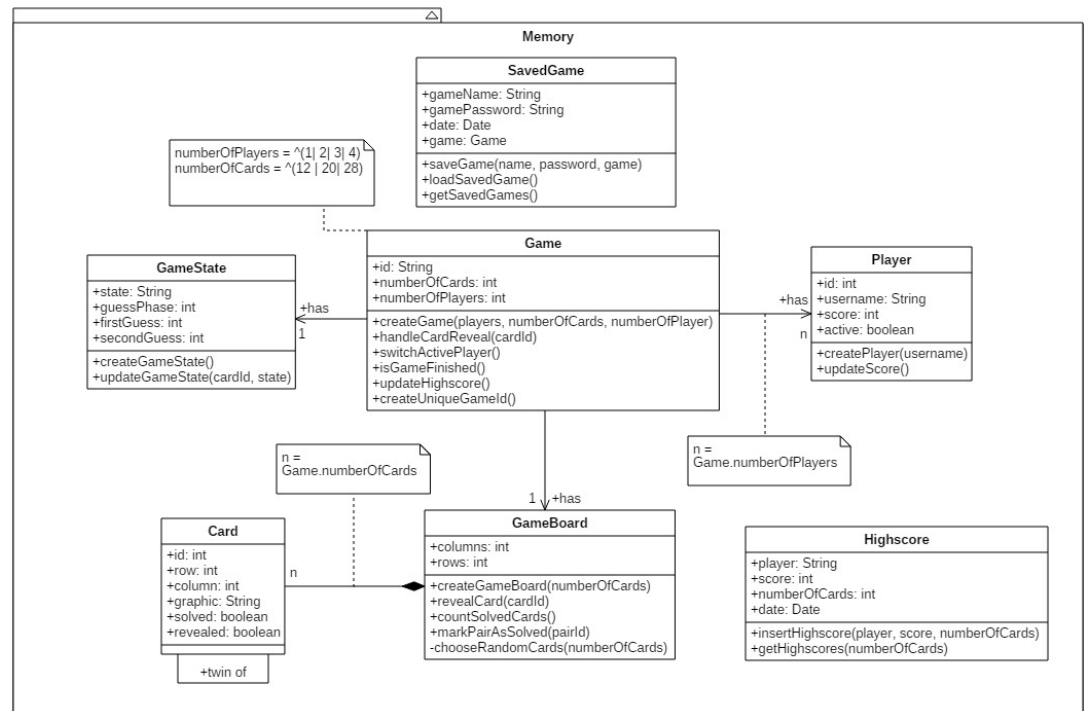 Memory
SavedGame
+gameName: String
+gamePassword: String
+date: Date
+game: Game
+saveGame(name, password, game)
+loadSavedGame()
+getSavedGames()
numberOfPlayers = ^(1| 2| 3| 4)
numberOfCards = ^(12 | 20| 28)
GameState
+state: String
+guessPhase: int
+firstGuess: int
+secondGuess: int
+createGameState()
+updateGameState(cardId, state)
+has
1
Game
+id: String
+numberOfCards: int
+numberOfPlayers: int
+createGame(players, numberOfCards, numberOfPlayer)
+handleCardReveal(cardId)
+switchActivePlayer()
+isGameFinished()
+updateHighscore()
+createUniqueGameId()
+has
n
Player
+id: int
+username: String
+score: int
+active: boolean
+createPlayer(username)
+updateScore()
n =
Game.numberOfCards
n =
Game.numberOfPlayers
1
+has
Card
+id: int
+row: int
+column: int
+graphic: String
+solved: boolean
+revealed: boolean
+twin of
n
GameBoard
+columns: int
+rows: int
+createGameBoard(numberOfCards)
+revealCard(cardId)
+countSolvedCards()
+markPairAsSolved(pairId)
-chooseRandomCards(numberOfCards)
Highscore
+player: String
+score: int
+numberOfCards: int
+date: Date
+insertHighscore(player, score, numberOfCards)
+getHighscores(numberOfCards)